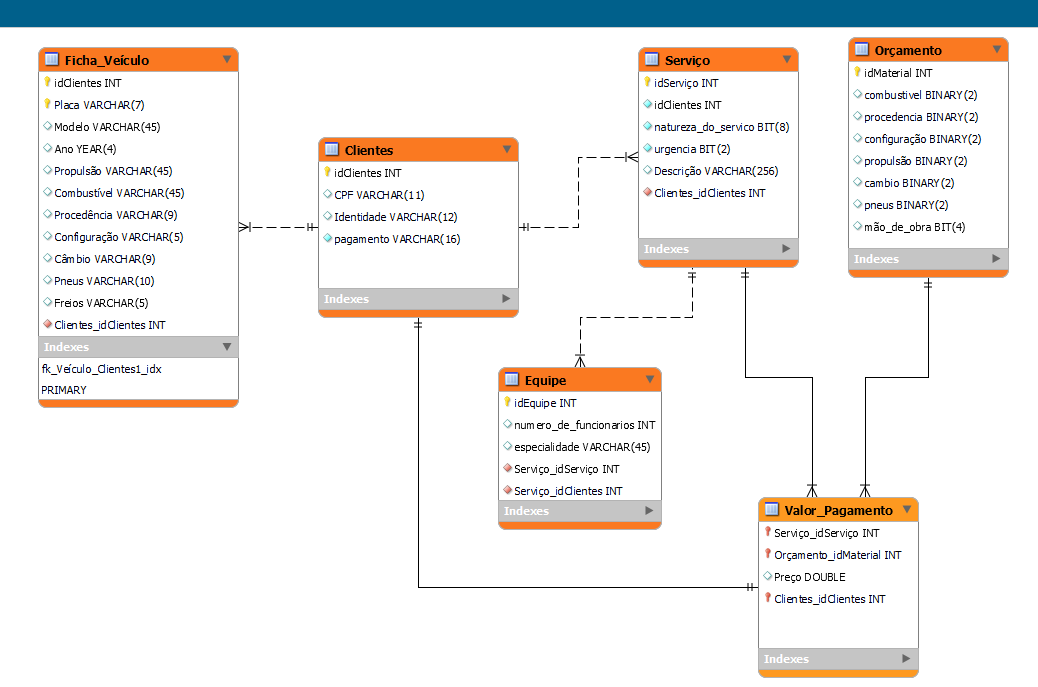 Ficha_Veículo
idClientes INT
Placa VARCHAR(7)
Modelo VARCHAR(45)
Ano YEAR(4)
Propulsão VARCHAR(45)
Combustível VARCHAR(45)
Procedência VARCHAR(9)
Configuração VARCHAR(5)
Câmbio VARCHAR(9)
Pneus VARCHAR(10)
Freios VARCHAR(5)
Clientes_idClientes INT
Indexes
fk_Veículo_Clientes1_idx
PRIMARY
Clientes
idClientes INT
CPF VARCHAR(11)
Identidade VARCHAR(12)
pagamento VARCHAR(16)
Indexes
Serviço
idServiço INT
idClientes INT
natureza_do_servico BIT(8)
urgencia BIT(2)
Descrição VARCHAR(256)
Clientes_idClientes INT
Indexes
Orçamento
idMaterial INT
combustivel BINARY(2)
procedencia BINARY(2)
configuração BINARY(2)
propulsão BINARY(2)
cambio BINARY(2)
pneus BINARY(2)
mão_de_obra BIT(4)
Indexes
Equipe
idEquipe INT
numero_de_funcionarios INT
especialidade VARCHAR(45)
Serviço_idServiço INT
Serviço_idClientes INT
Indexes
Valor_Pagamento
Serviço_idServiço INT
Orçamento_idMaterial INT
Preço DOUBLE
Clientes_idClientes INT
Indexes